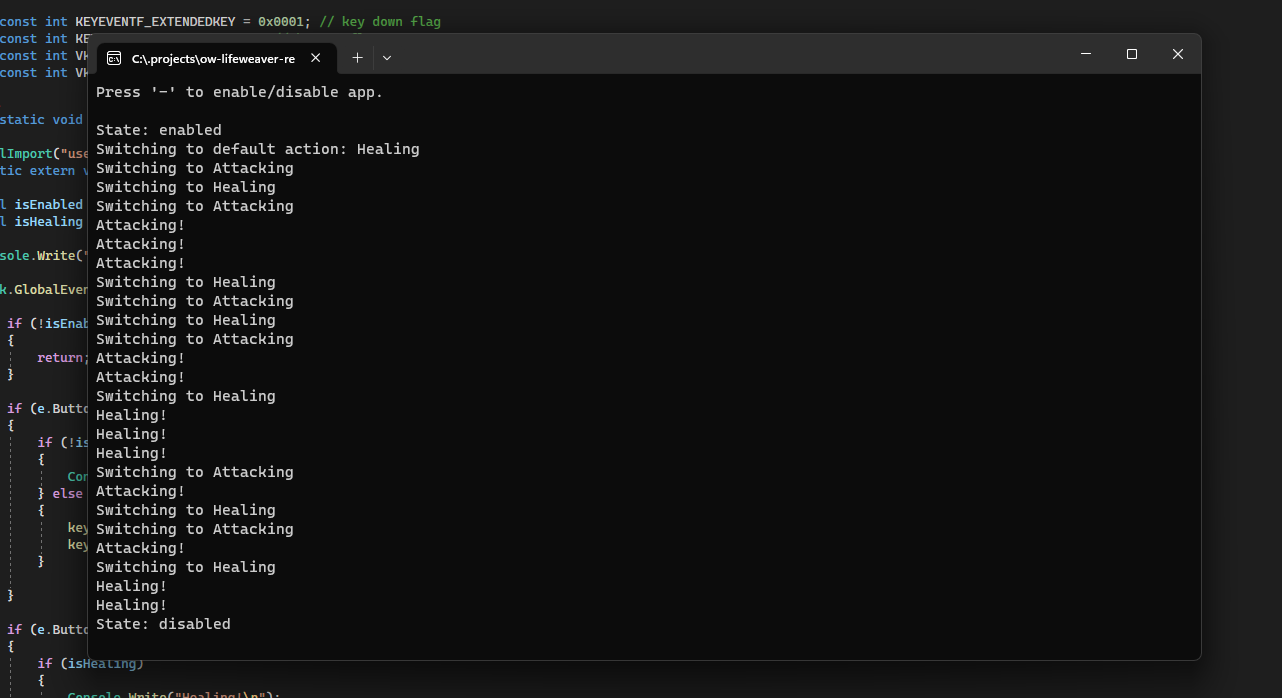 const int KEYEVENTF_EXTENDEDKEY = 0x0001; // key down flag
const int
const int
const int
static void
lImport("use
tic extern
l isEnabled
l isHealing
sole.Write("
k.GlobalEven
if (!isEnab
{
return;
}
if (e.Butto
{
if (!is
{
Con
} else
{
key
key
}
}
if (e.Butto
{
if (isHealing)
{
Console.Write("Healing!\n");
C:\.projects\ow-lifeweaver-re
Press '-' to enable/disable app.
State: enabled
Switching to default action: Healing
Switching to Attacking
Switching to Healing
Switching to Attacking
Attacking!
Attacking!
Attacking!
Switching to Healing
Switching to Attacking
Switching to Healing
Switching to Attacking
Attacking!
Attacking!
Switching to Healing
Healing!
Healing!
Healing!
Switching to Attacking
Attacking!
Switching to Healing
Switching to Attacking
Attacking!
Switching to Healing
Healing!
Healing!
State: disabled